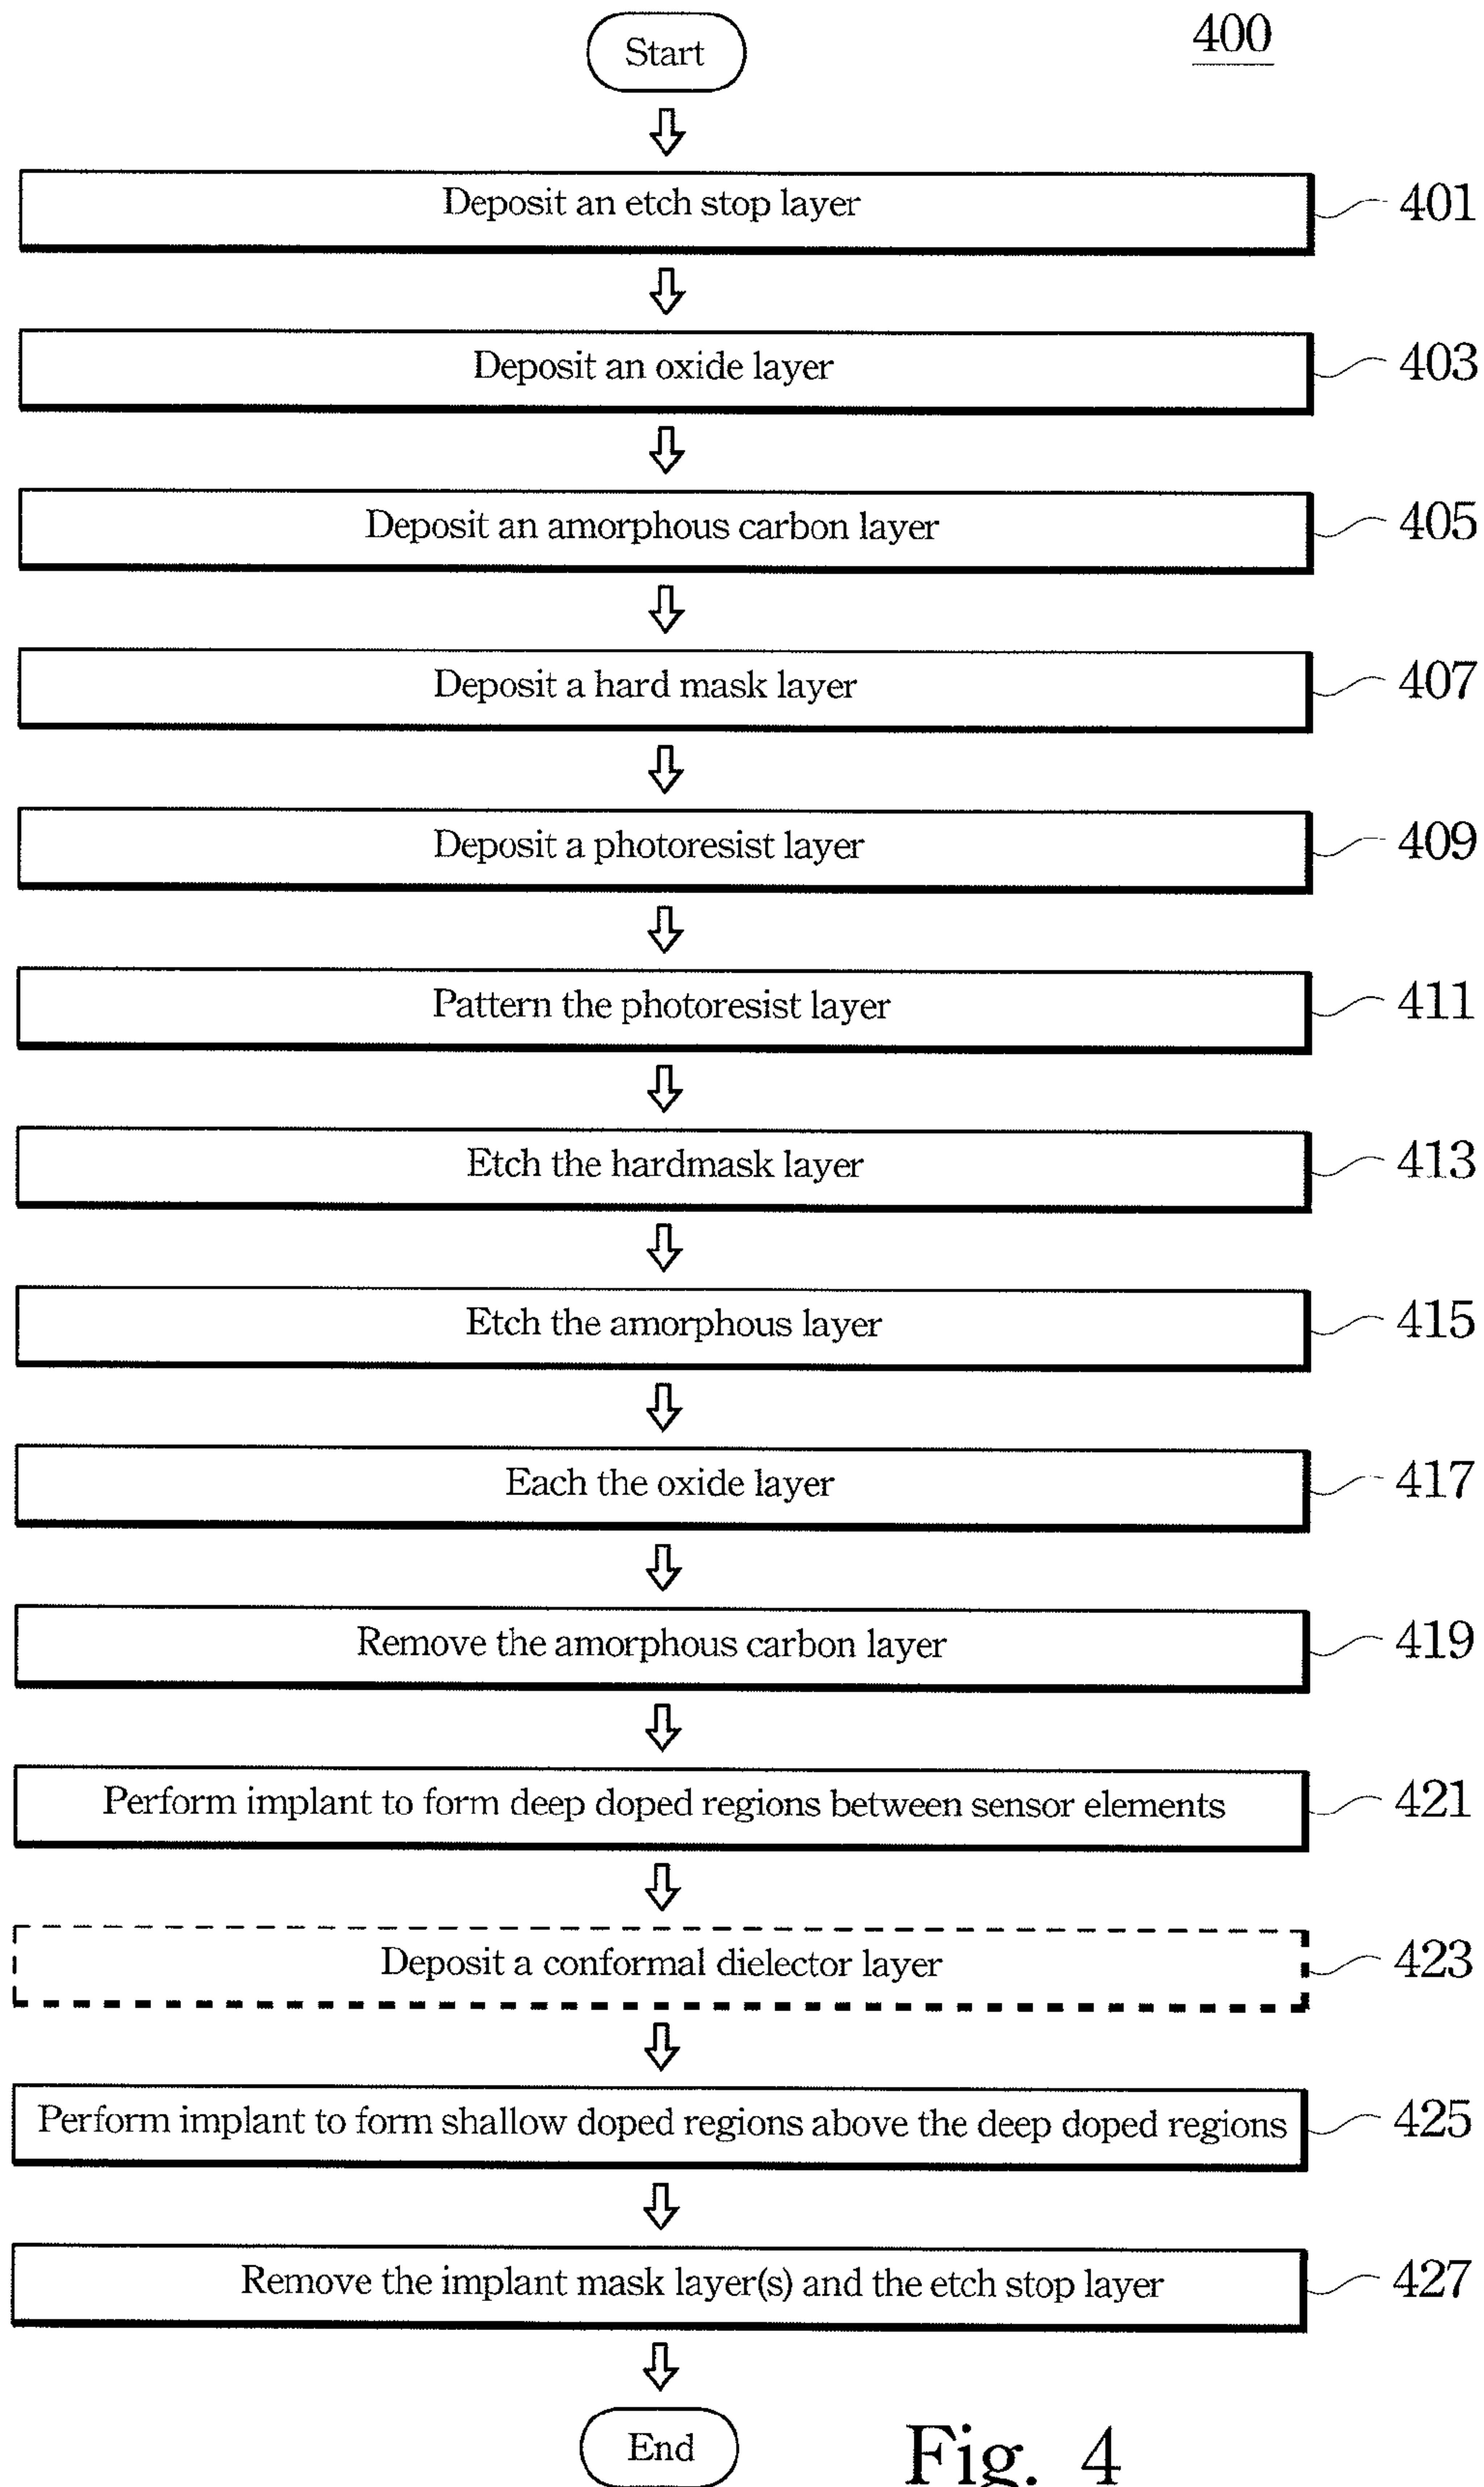 400
Start
Deposit an etch stop layer 401
Deposit an oxide layer 403
Deposit an amorphous carbon layer 405
Deposit a hard mask layer 407
Deposit a photoresist layer 409
Pattern the photoresist layer 411
Etch the hardmask layer 413
Etch the amorphous layer 415
Each the oxide layer 417
Remove the amorphous carbon layer 419
Perform implant to form deep doped regions between sensor elements 421
Deposit a conformal dielector layer 423
Perform implant to form shallow doped regions above the deep doped regions 425
Remove the implant mask layer(s) and the etch stop layer 427
End
Fig. 4